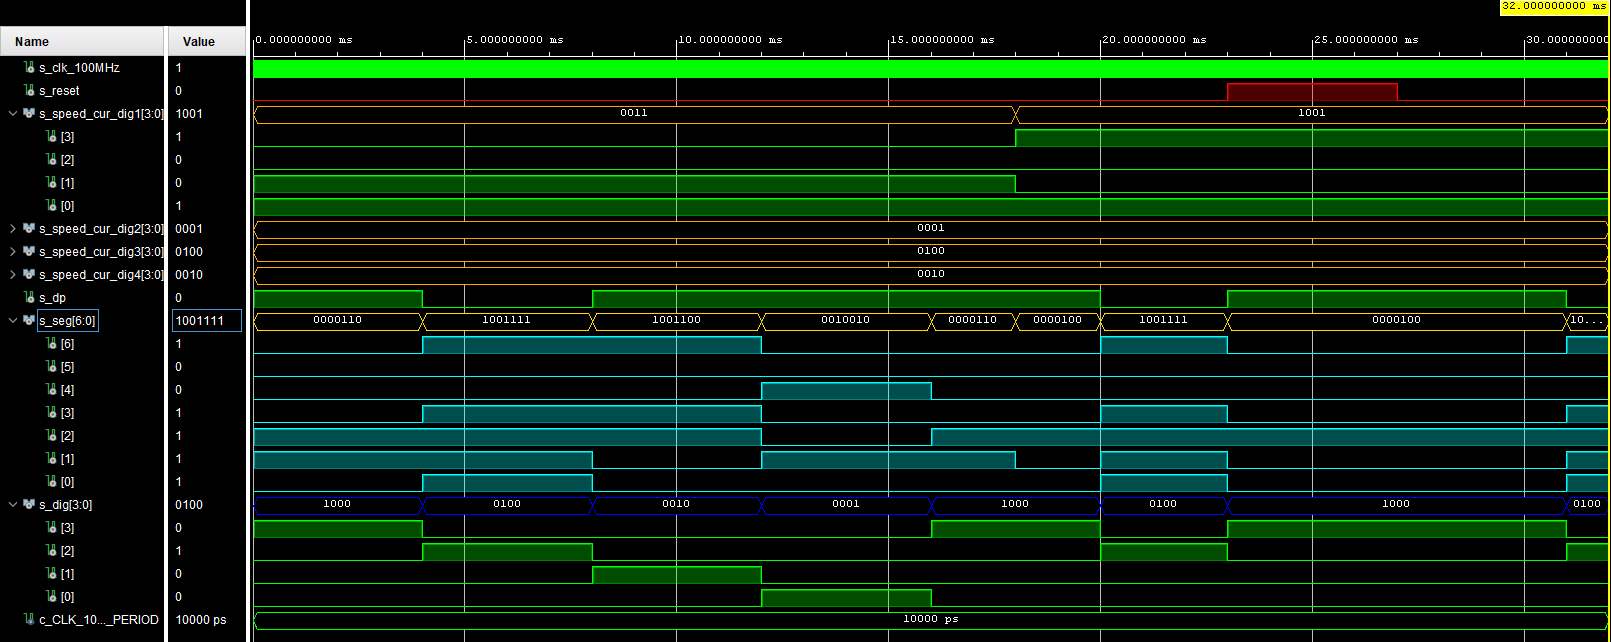 32.000000000 ms
Name Value 0.000000000 ms 5.000000000 ms 10.000000000 ms 15.000000000 ms 20.000000000 ms 25.000000000 ms 30.00000000
s_clk_100MHz 1
s_reset 0
s_speed_cur_dig1[3:0] 1001 0011 1001
[3] 1
[2] 0
[1] 0
[0] 1
s_speed_cur_dig2[3:0] 0001 0001
s_speed_cur_dig3[3:0] 0100 0100
s_speed_cur_dig4[3:0] 0010 0010
s_dp 0
s_seg[6:0] 1001111 0000110 1001111 1001100 0010010 0000110 0000100 1001111 0000100 10...
[6] 1
[5] 0
[4] 0
[3] 1
[2] 1
[1] 1
[0] 1
s_dig[3:0] 0100 1000 0100 0010 0001 1000 0100 1000 0100
[3] 0
[2] 1
[1] 0
[0] 0
c_CLK_10..._PERIOD 10000 ps 10000 ps